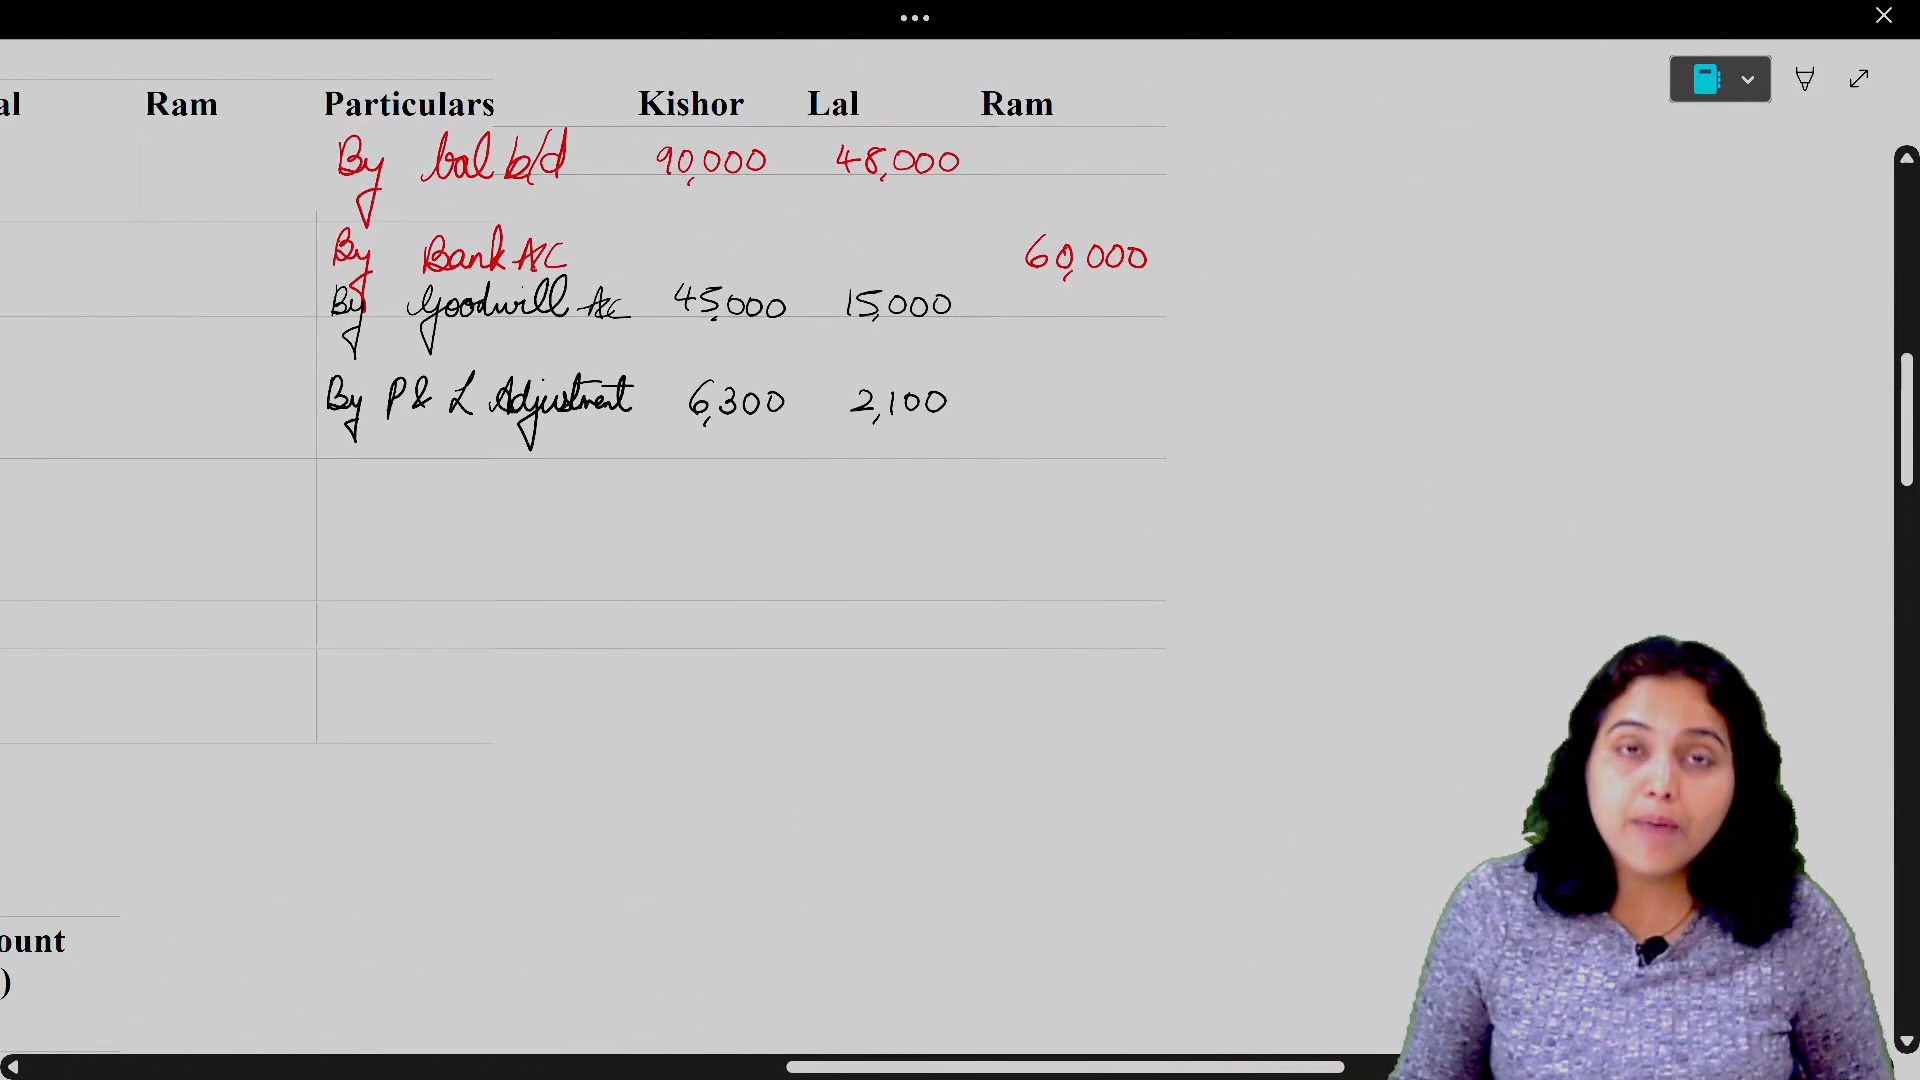 al Ram Particulars Kishor Lal Ram
By bal b/d 90,000 48,000
By Bank A/C 60,000
By Goodwill A/c 45,000 15,000
By P & L Adjustment 6,300 2,100
ount
)